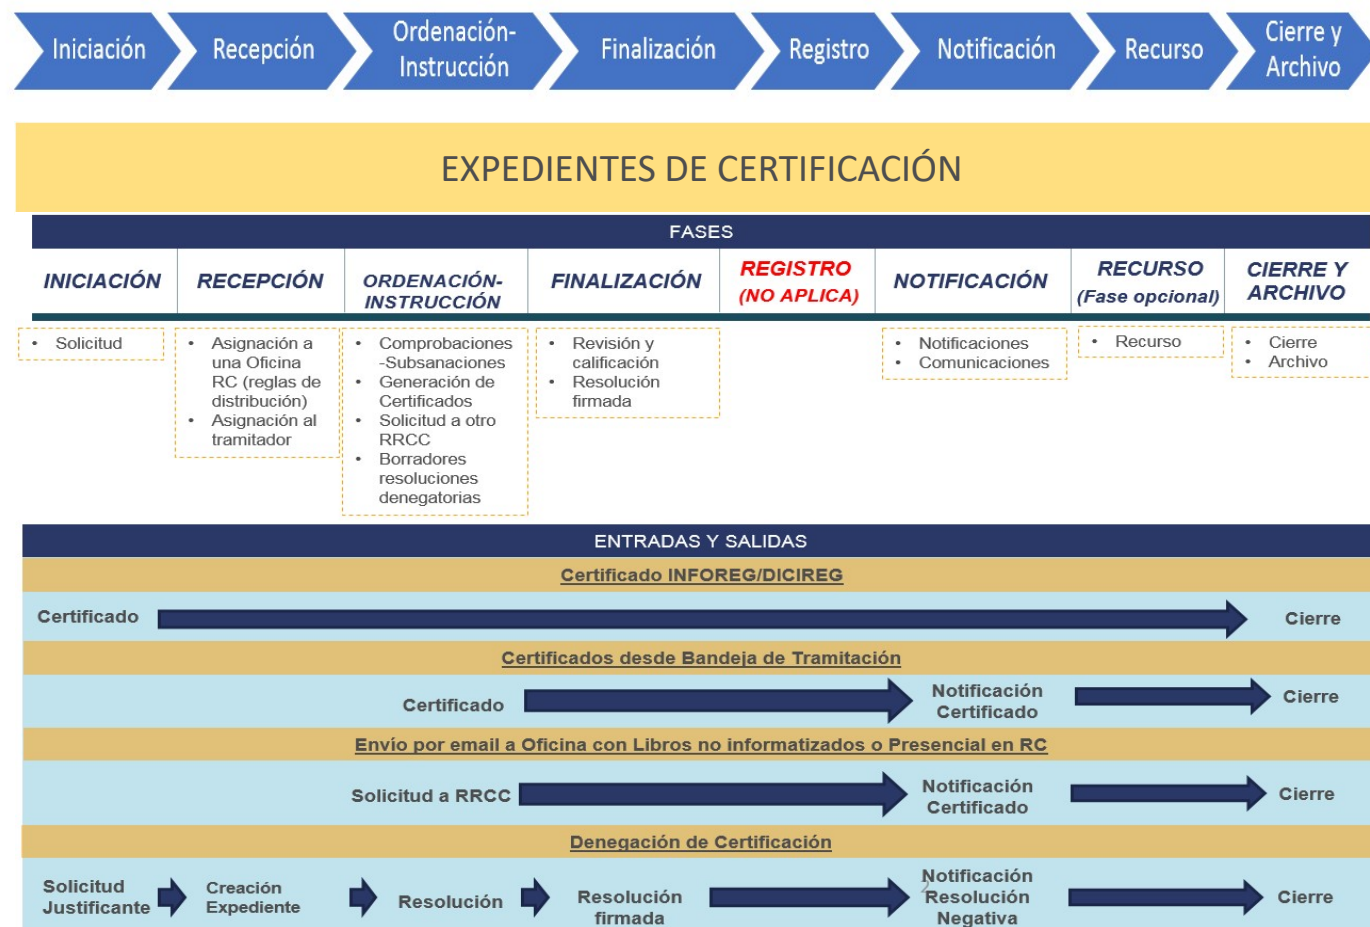 Iniciación
Recepción
Ordenación-
Instrucción
Finalización
Registro
Notificación
Recurso
Cierre y
Archivo
EXPEDIENTES DE CERTIFICACIÓN
FASES
INICIACIÓN
RECEPCIÓN
ORDENACIÓN-
INSTRUCCIÓN
FINALIZACIÓN
REGISTRO
(NO APLICA)
NOTIFICACIÓN
RECURSO
(Fase opcional)
CIERRE Y
ARCHIVO
• Solicitud
• Asignación a
una Oficina
RC (reglas de
distribución)
• Asignación al
tramitador
• Comprobaciones
-Subsanaciones
• Generación de
Certificados
• Solicitud a otro
RRCC
• Borradores
resoluciones
denegatorias
• Revisión y
calificación
• Resolución
firmada
• Notificaciones
• Comunicaciones
• Recurso
• Cierre
• Archivo
ENTRADAS Y SALIDAS
Certificado INFOREG/DICIREG
Certificado
Cierre
Certificados desde Bandeja de Tramitación
Certificado
Notificación
Certificado
Cierre
Envío por email a Oficina con Libros no informatizados o Presencial en RC
Solicitud a RRCC
Notificación
Certificado
Cierre
Denegación de Certificación
Solicitud
Justificante
Creación
Expediente
Resolución
Resolución
firmada
Notificación
Resolución
Negativa
2
Cierre